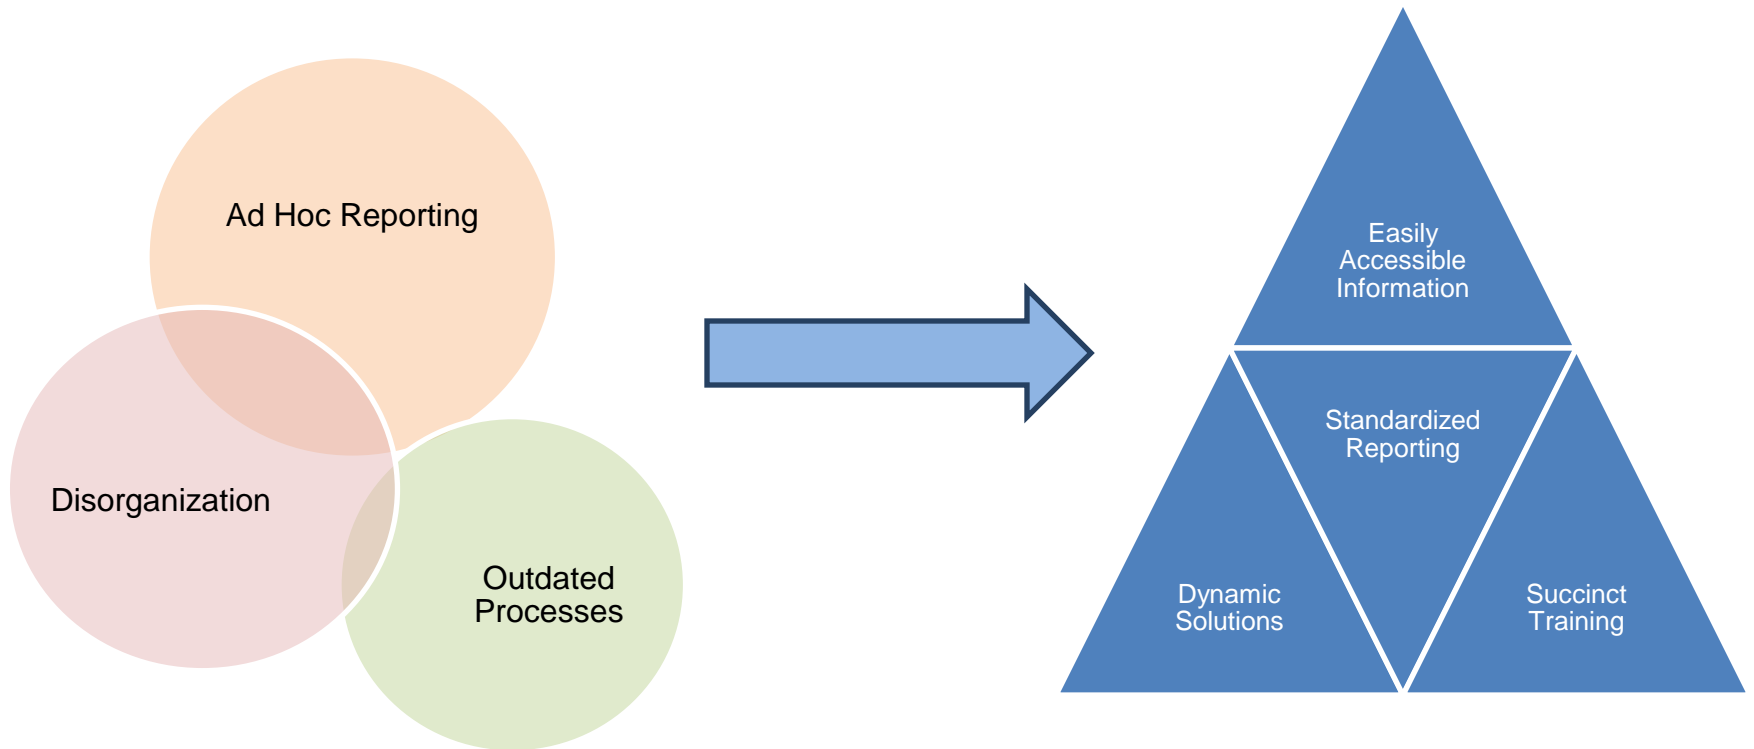 Ad Hoc Reporting
Disorganization
Outdated
Processes
Easily
Accessible
Information
Standardized
Reporting
Dynamic
Solutions
Succinct
Training